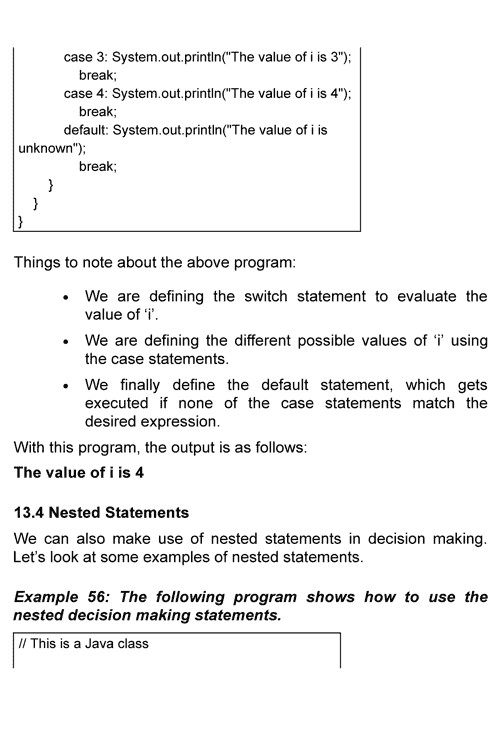 case 3: System.out.println("The value of i is 3");
break;
case 4: System.out.println("The value of i is 4");
break;
default: System.out.println("The value of i is
unknown");
break;
}
}
}
Things to note about the above program:
• We are defining the switch statement to evaluate the
value of ‘i’.
• We are defining the different possible values of ‘i’ using
the case statements.
• We finally define the default statement, which gets
executed if none of the case statements match the
desired expression.
With this program, the output is as follows:
The value of i is 4
13.4 Nested Statements
We can also make use of nested statements in decision making.
Let’s look at some examples of nested statements.
Example 56: The following program shows how to use the
nested decision making statements.
// This is a Java class